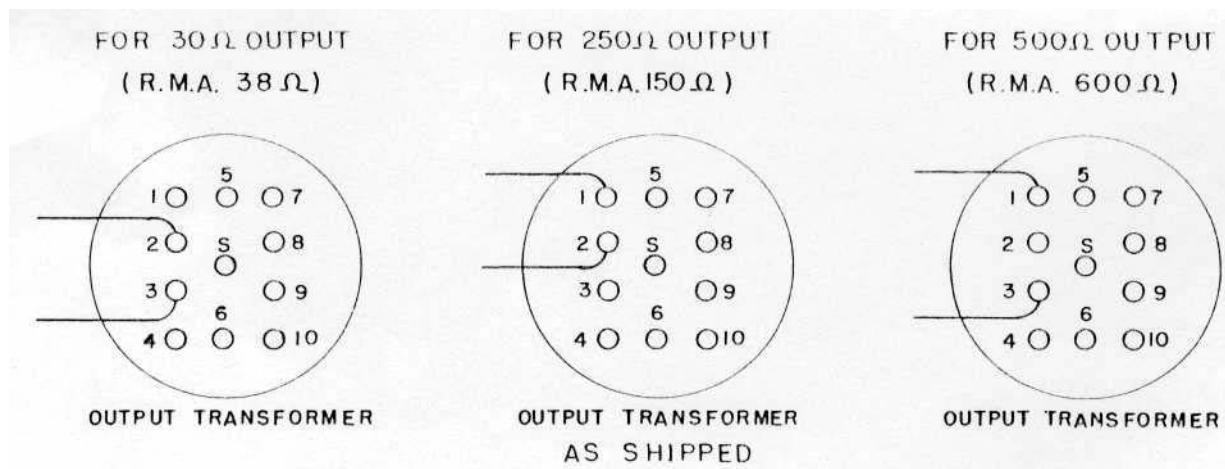 FOR 30Ω OUTPUT
(R.M.A. 38Ω)
1
5
7
2
S
8
3
9
4
6
10
OUTPUT TRANSFORMER
FOR 250Ω OUTPUT
(R.M.A. 150Ω)
1
5
7
2
S
8
3
9
4
6
10
OUTPUT TRANSFORMER
AS SHIPPED
FOR 500Ω OUTPUT
(R.M.A. 600Ω)
1
5
7
2
S
8
3
9
4
6
10
OUTPUT TRANSFORMER